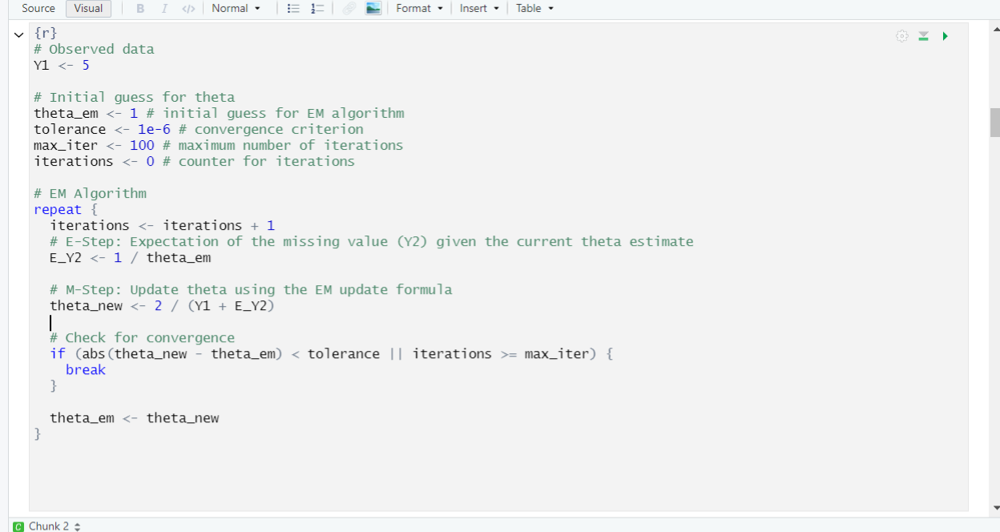 Source Visual B I </> Normal Format Insert Table
{r}
# Observed data
Y1 <- 5
# Initial guess for theta
theta_em <- 1 # initial guess for EM algorithm
tolerance <- 1e-6 # convergence criterion
max_iter <- 100 # maximum number of iterations
iterations <- 0 # counter for iterations
# EM Algorithm
repeat {
iterations <- iterations + 1
# E-Step: Expectation of the missing value (Y2) given the current theta estimate
E_Y2 <- 1 / theta_em
# M-Step: Update theta using the EM update formula
theta_new <- 2 / (Y1 + E_Y2)
# Check for convergence
if (abs(theta_new - theta_em) < tolerance || iterations >= max_iter) {
break
}
theta_em <- theta_new
}
C Chunk 2